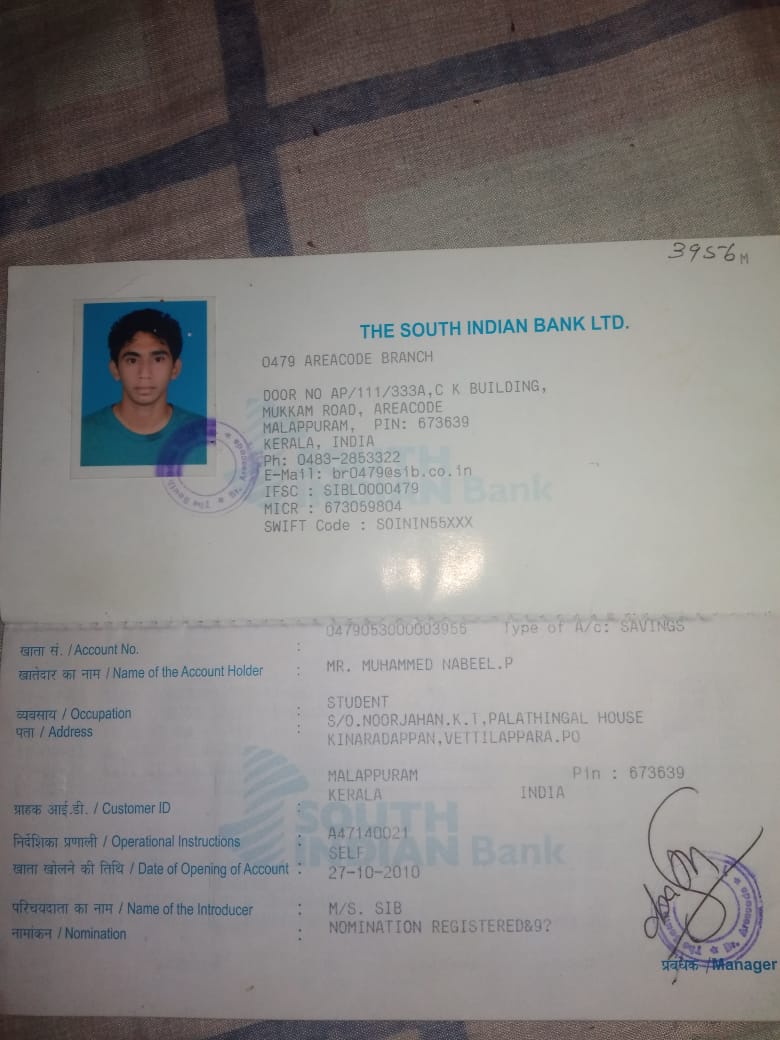 3956 M
THE SOUTH INDIAN BANK LTD.
0479 AREACODE BRANCH
DOOR NO AP/111/333A,C K BUILDING,
MUKKAM ROAD, AREACODE
MALAPPURAM, PIN: 673639
KERALA, INDIA
Ph: 0483-2853322
E-Mail: br0479@sib.co.in
IFSC : SIBL0000479
MICR : 673059804
SWIFT Code : SOININ55XXX
SOUTH
INDIAN Bank
खाता सं. / Account No. : 0479053000003956 Type of A/c: SAVINGS
खातेदार का नाम / Name of the Account Holder : MR. MUHAMMED NABEEL.P
व्यवसाय / Occupation : STUDENT
पता / Address : S/O.NOORJAHAN.K.T,PALATHINGAL HOUSE
KINARADAPPAN,VETTILAPPARA.PO
MALAPPURAM Pin : 673639
KERALA INDIA
ग्राहक आई.डी. / Customer ID : A47140021
निर्देशिका प्रणाली / Operational Instructions : SELF
खाता खोलने की तिथि / Date of Opening of Account : 27-10-2010
SOUTH
INDIAN Bank
परिचयदाता का नाम / Name of the Introducer : M/S. SIB
नामांकन / Nomination : NOMINATION REGISTERED&9?
प्रबंधक / Manager